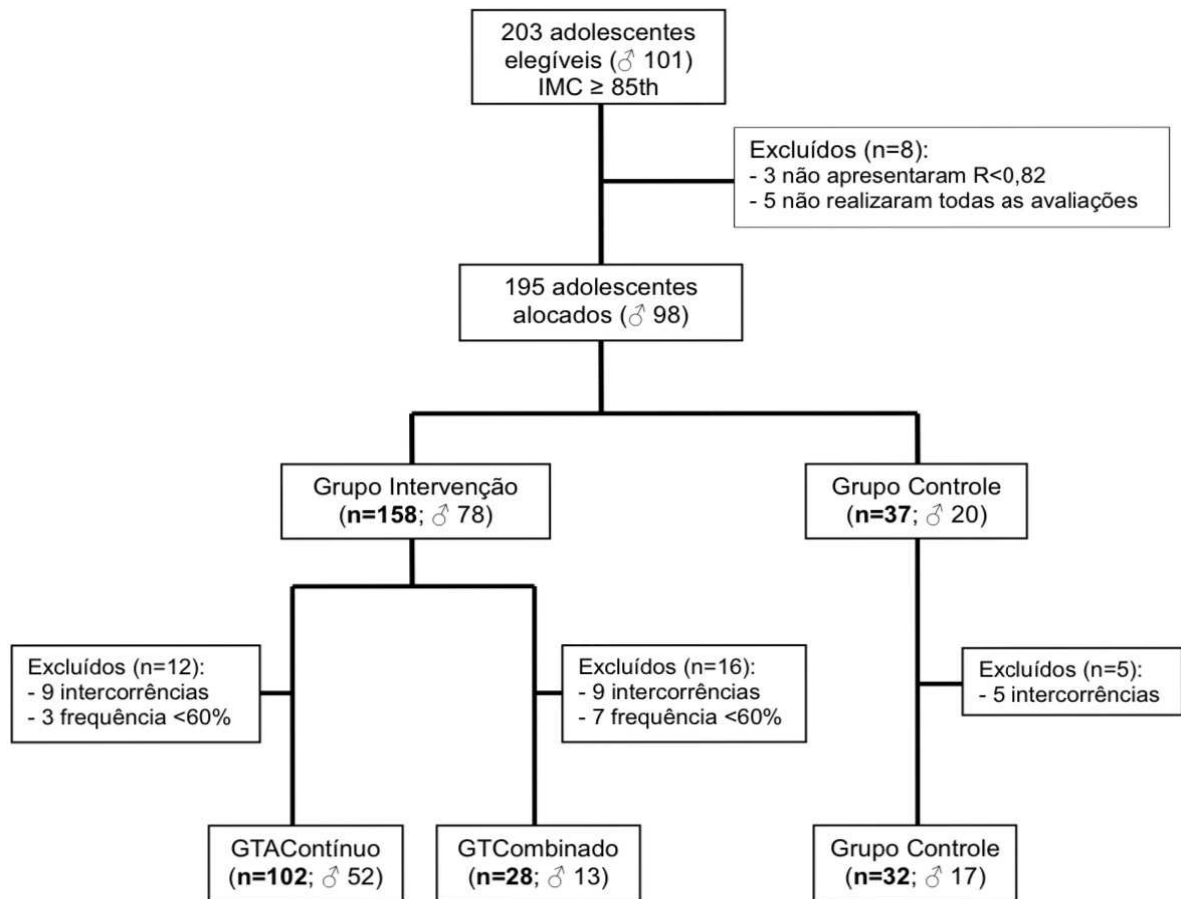 203 adolescentes
elegíveis (♂ 101)
IMC ≥ 85th
Excluídos (n=8):
- 3 não apresentaram R<0,82
- 5 não realizaram todas as avaliações
195 adolescentes
alocados (♂ 98)
Grupo Intervenção
(n=158; ♂ 78)
Grupo Controle
(n=37; ♂ 20)
Excluídos (n=12):
- 9 intercorrências
- 3 frequência <60%
Excluídos (n=16):
- 9 intercorrências
- 7 frequência <60%
Excluídos (n=5):
- 5 intercorrências
GTAContínuo
(n=102; ♂ 52)
GTCombinado
(n=28; ♂ 13)
Grupo Controle
(n=32; ♂ 17)